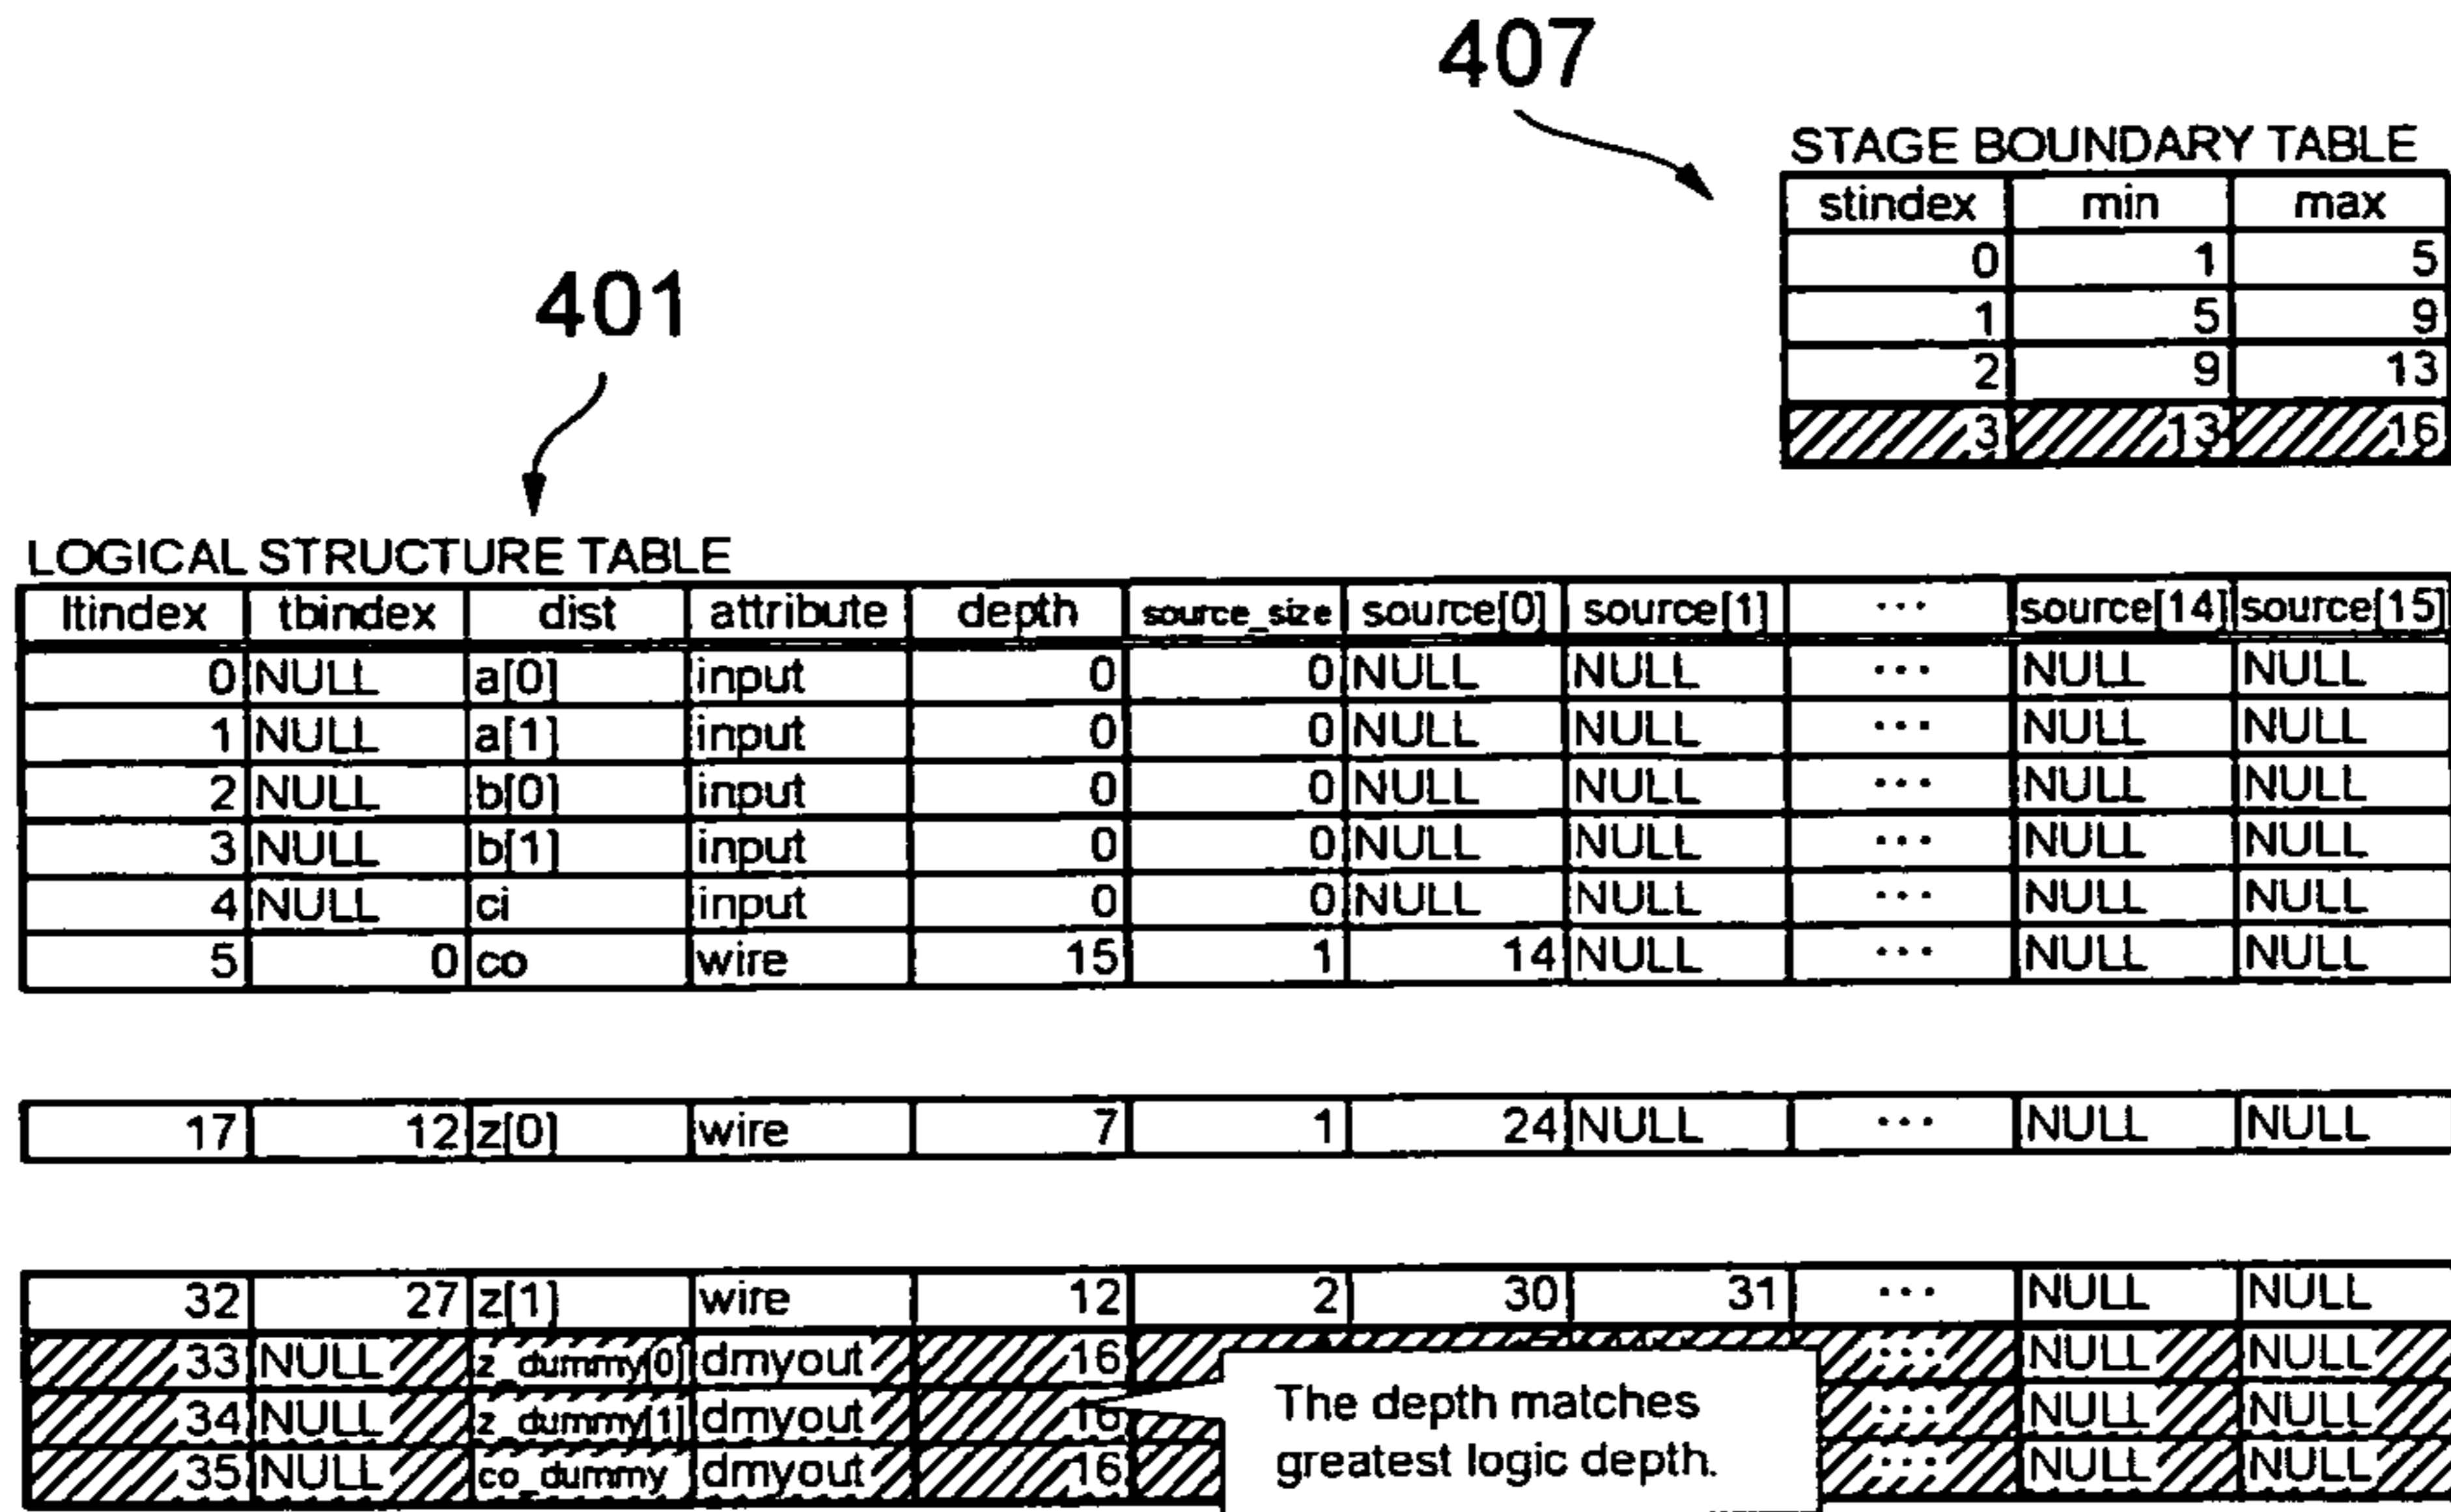 407
STAGE BOUNDARY TABLE
stindex min max
0 1 5
1 5 9
2 9 13
3 13 16
401
LOGICAL STRUCTURE TABLE
ltindex tbindex dist attribute depth source_size source[0] source[1] ... source[14] source[15]
0 NULL a[0] input 0 0 NULL NULL ... NULL NULL
1 NULL a[1] input 0 0 NULL NULL ... NULL NULL
2 NULL b[0] input 0 0 NULL NULL ... NULL NULL
3 NULL b[1] input 0 0 NULL NULL ... NULL NULL
4 NULL ci input 0 0 NULL NULL ... NULL NULL
5 0 co wire 15 1 14 NULL ... NULL NULL
17 12 z[0] wire 7 1 24 NULL ... NULL NULL
32 27 z[1] wire 12 2 30 31 ... NULL NULL
33 NULL z_dummy[0] dmyout 16 ... NULL NULL
34 NULL z_dummy[1] dmyout 16 ... NULL NULL
35 NULL co_dummy dmyout 16 ... NULL NULL
The depth matches
greatest logic depth.